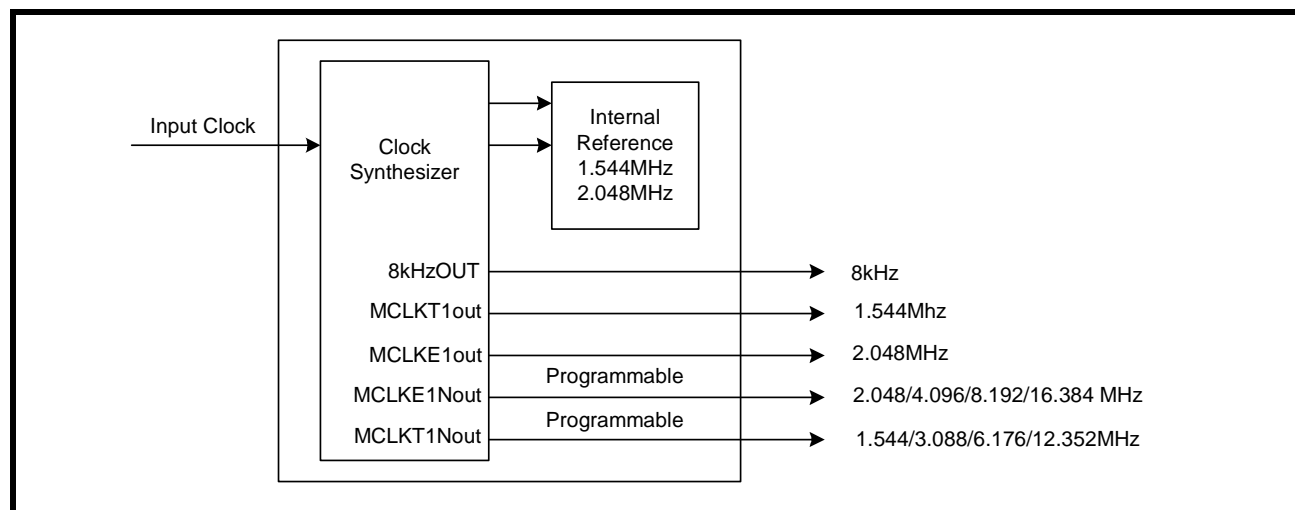 Input Clock
Clock
Synthesizer
Internal
Reference
1.544MHz
2.048MHz
8kHzOUT
8kHz
MCLKT1out
1.544Mhz
MCLKE1out
2.048MHz
MCLKE1Nout
Programmable
2.048/4.096/8.192/16.384 MHz
MCLKT1Nout
Programmable
1.544/3.088/6.176/12.352MHz